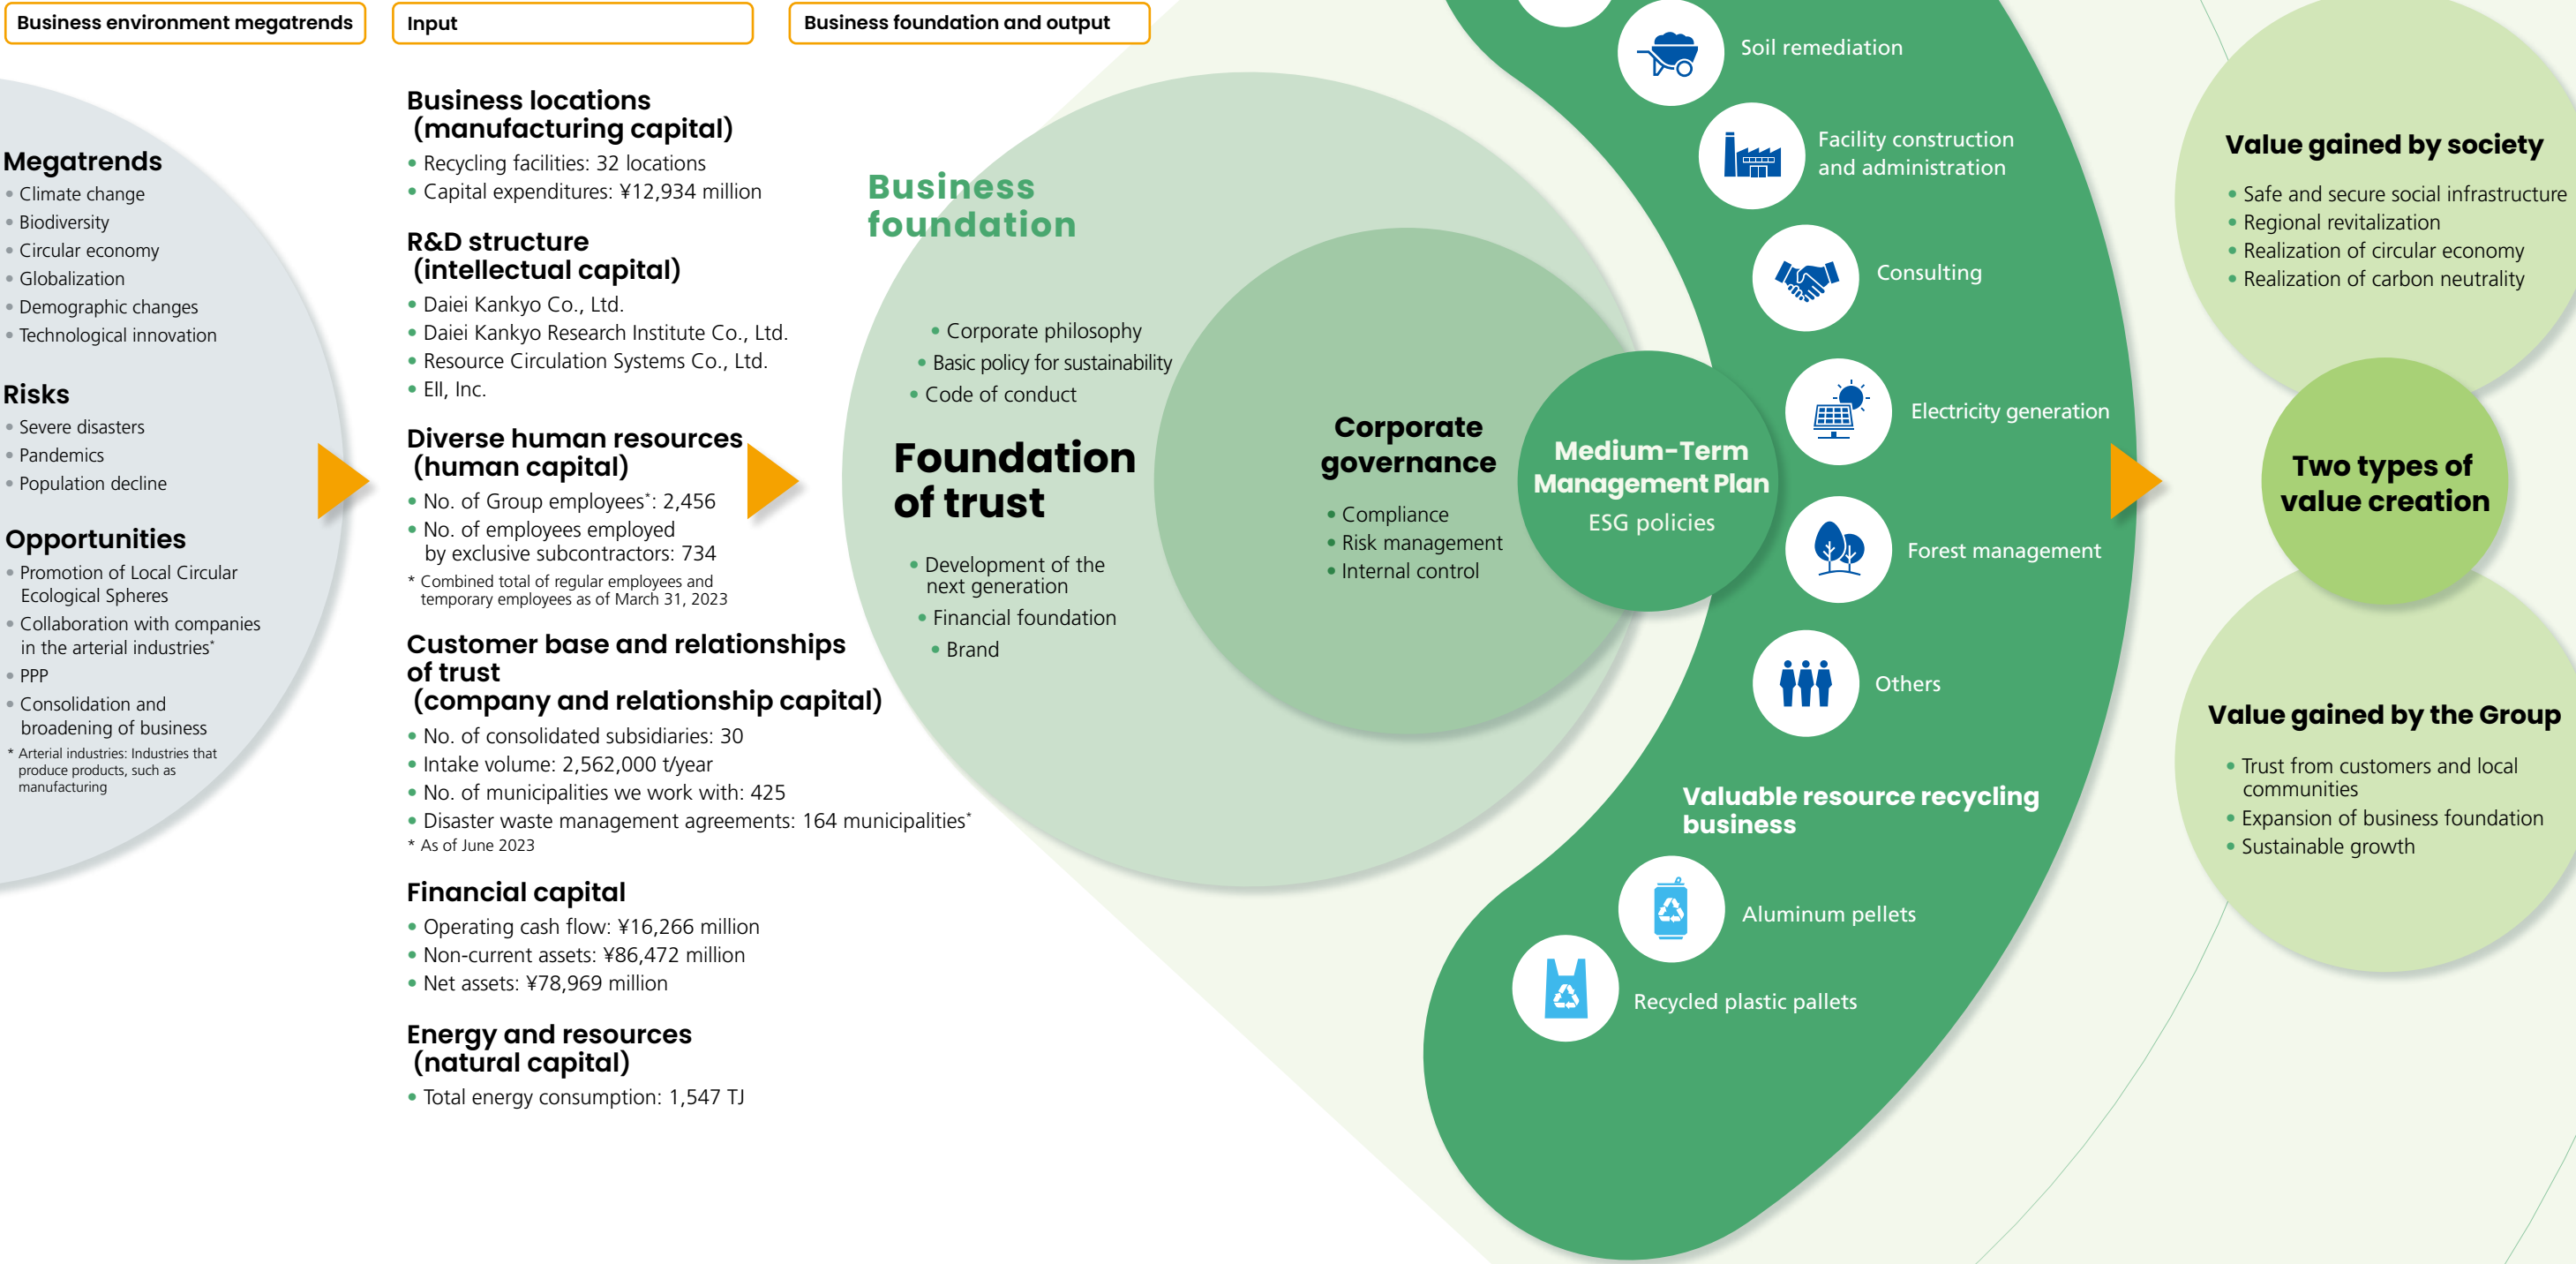 Business environment megatrends
Input
Business foundation and output
Megatrends
• Climate change
• Biodiversity
• Circular economy
• Globalization
• Demographic changes
• Technological innovation
Risks
• Severe disasters
• Pandemics
• Population decline
Opportunities
• Promotion of Local Circular
Ecological Spheres
• Collaboration with companies
in the arterial industries*
• PPP
• Consolidation and
broadening of business
* Arterial industries: Industries that
produce products, such as
manufacturing
Business locations
(manufacturing capital)
• Recycling facilities: 32 locations
• Capital expenditures: ¥12,934 million
R&D structure
(intellectual capital)
• Daiei Kankyo Co., Ltd.
• Daiei Kankyo Research Institute Co., Ltd.
• Resource Circulation Systems Co., Ltd.
• EII, Inc.
Diverse human resources
(human capital)
• No. of Group employees*: 2,456
• No. of employees employed
by exclusive subcontractors: 734
* Combined total of regular employees and
temporary employees as of March 31, 2023
Customer base and relationships
of trust
(company and relationship capital)
• No. of consolidated subsidiaries: 30
• Intake volume: 2,562,000 t/year
• No. of municipalities we work with: 425
• Disaster waste management agreements: 164 municipalities*
* As of June 2023
Financial capital
• Operating cash flow: ¥16,266 million
• Non-current assets: ¥86,472 million
• Net assets: ¥78,969 million
Energy and resources
(natural capital)
• Total energy consumption: 1,547 TJ
Business
foundation
• Corporate philosophy
• Basic policy for sustainability
• Code of conduct
Foundation
of trust
• Development of the
next generation
• Financial foundation
• Brand
Corporate
governance
• Compliance
• Risk management
• Internal control
Medium-Term
Management Plan
ESG policies
Soil remediation
Facility construction
and administration
Consulting
Electricity generation
Forest management
Others
Valuable resource recycling
business
Aluminum pellets
Recycled plastic pallets
Value gained by society
• Safe and secure social infrastructure
• Regional revitalization
• Realization of circular economy
• Realization of carbon neutrality
Two types of
value creation
Value gained by the Group
• Trust from customers and local
communities
• Expansion of business foundation
• Sustainable growth